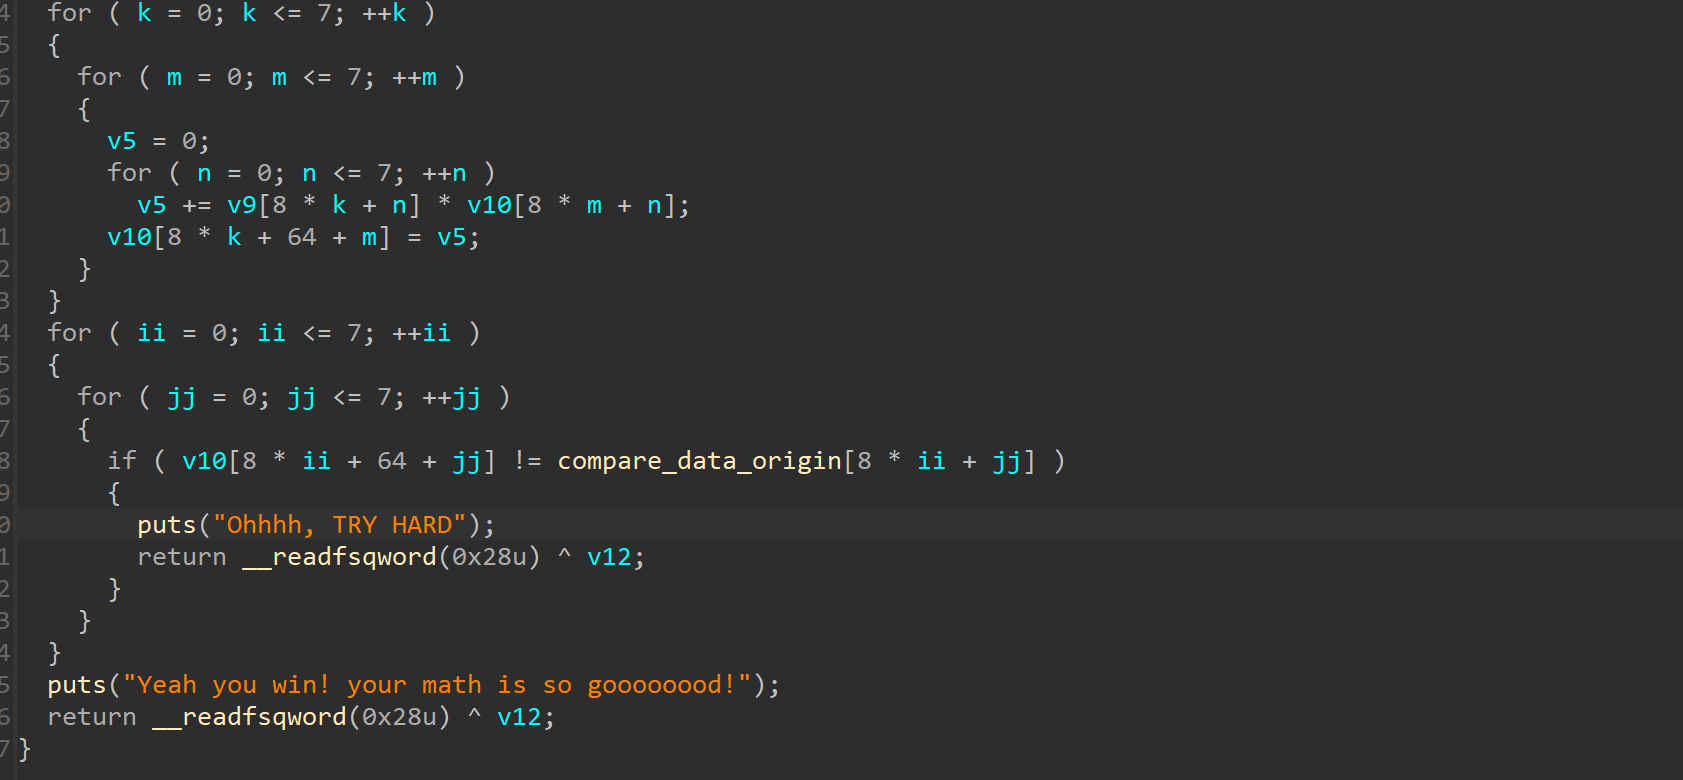 4 for ( k = 0; k <= 7; ++k )
5 {
6 for ( m = 0; m <= 7; ++m )
7 {
8 v5 = 0;
9 for ( n = 0; n <= 7; ++n )
0 v5 += v9[8 * k + n] * v10[8 * m + n];
1 v10[8 * k + 64 + m] = v5;
2 }
3 }
4 for ( ii = 0; ii <= 7; ++ii )
5 {
6 for ( jj = 0; jj <= 7; ++jj )
7 {
8 if ( v10[8 * ii + 64 + jj] != compare_data_origin[8 * ii + jj] )
9 {
0 puts("Ohhhh, TRY HARD");
1 return __readfsqword(0x28u) ^ v12;
2 }
3 }
4 }
5 puts("Yeah you win! your math is so goooooood!");
6 return __readfsqword(0x28u) ^ v12;
7 }